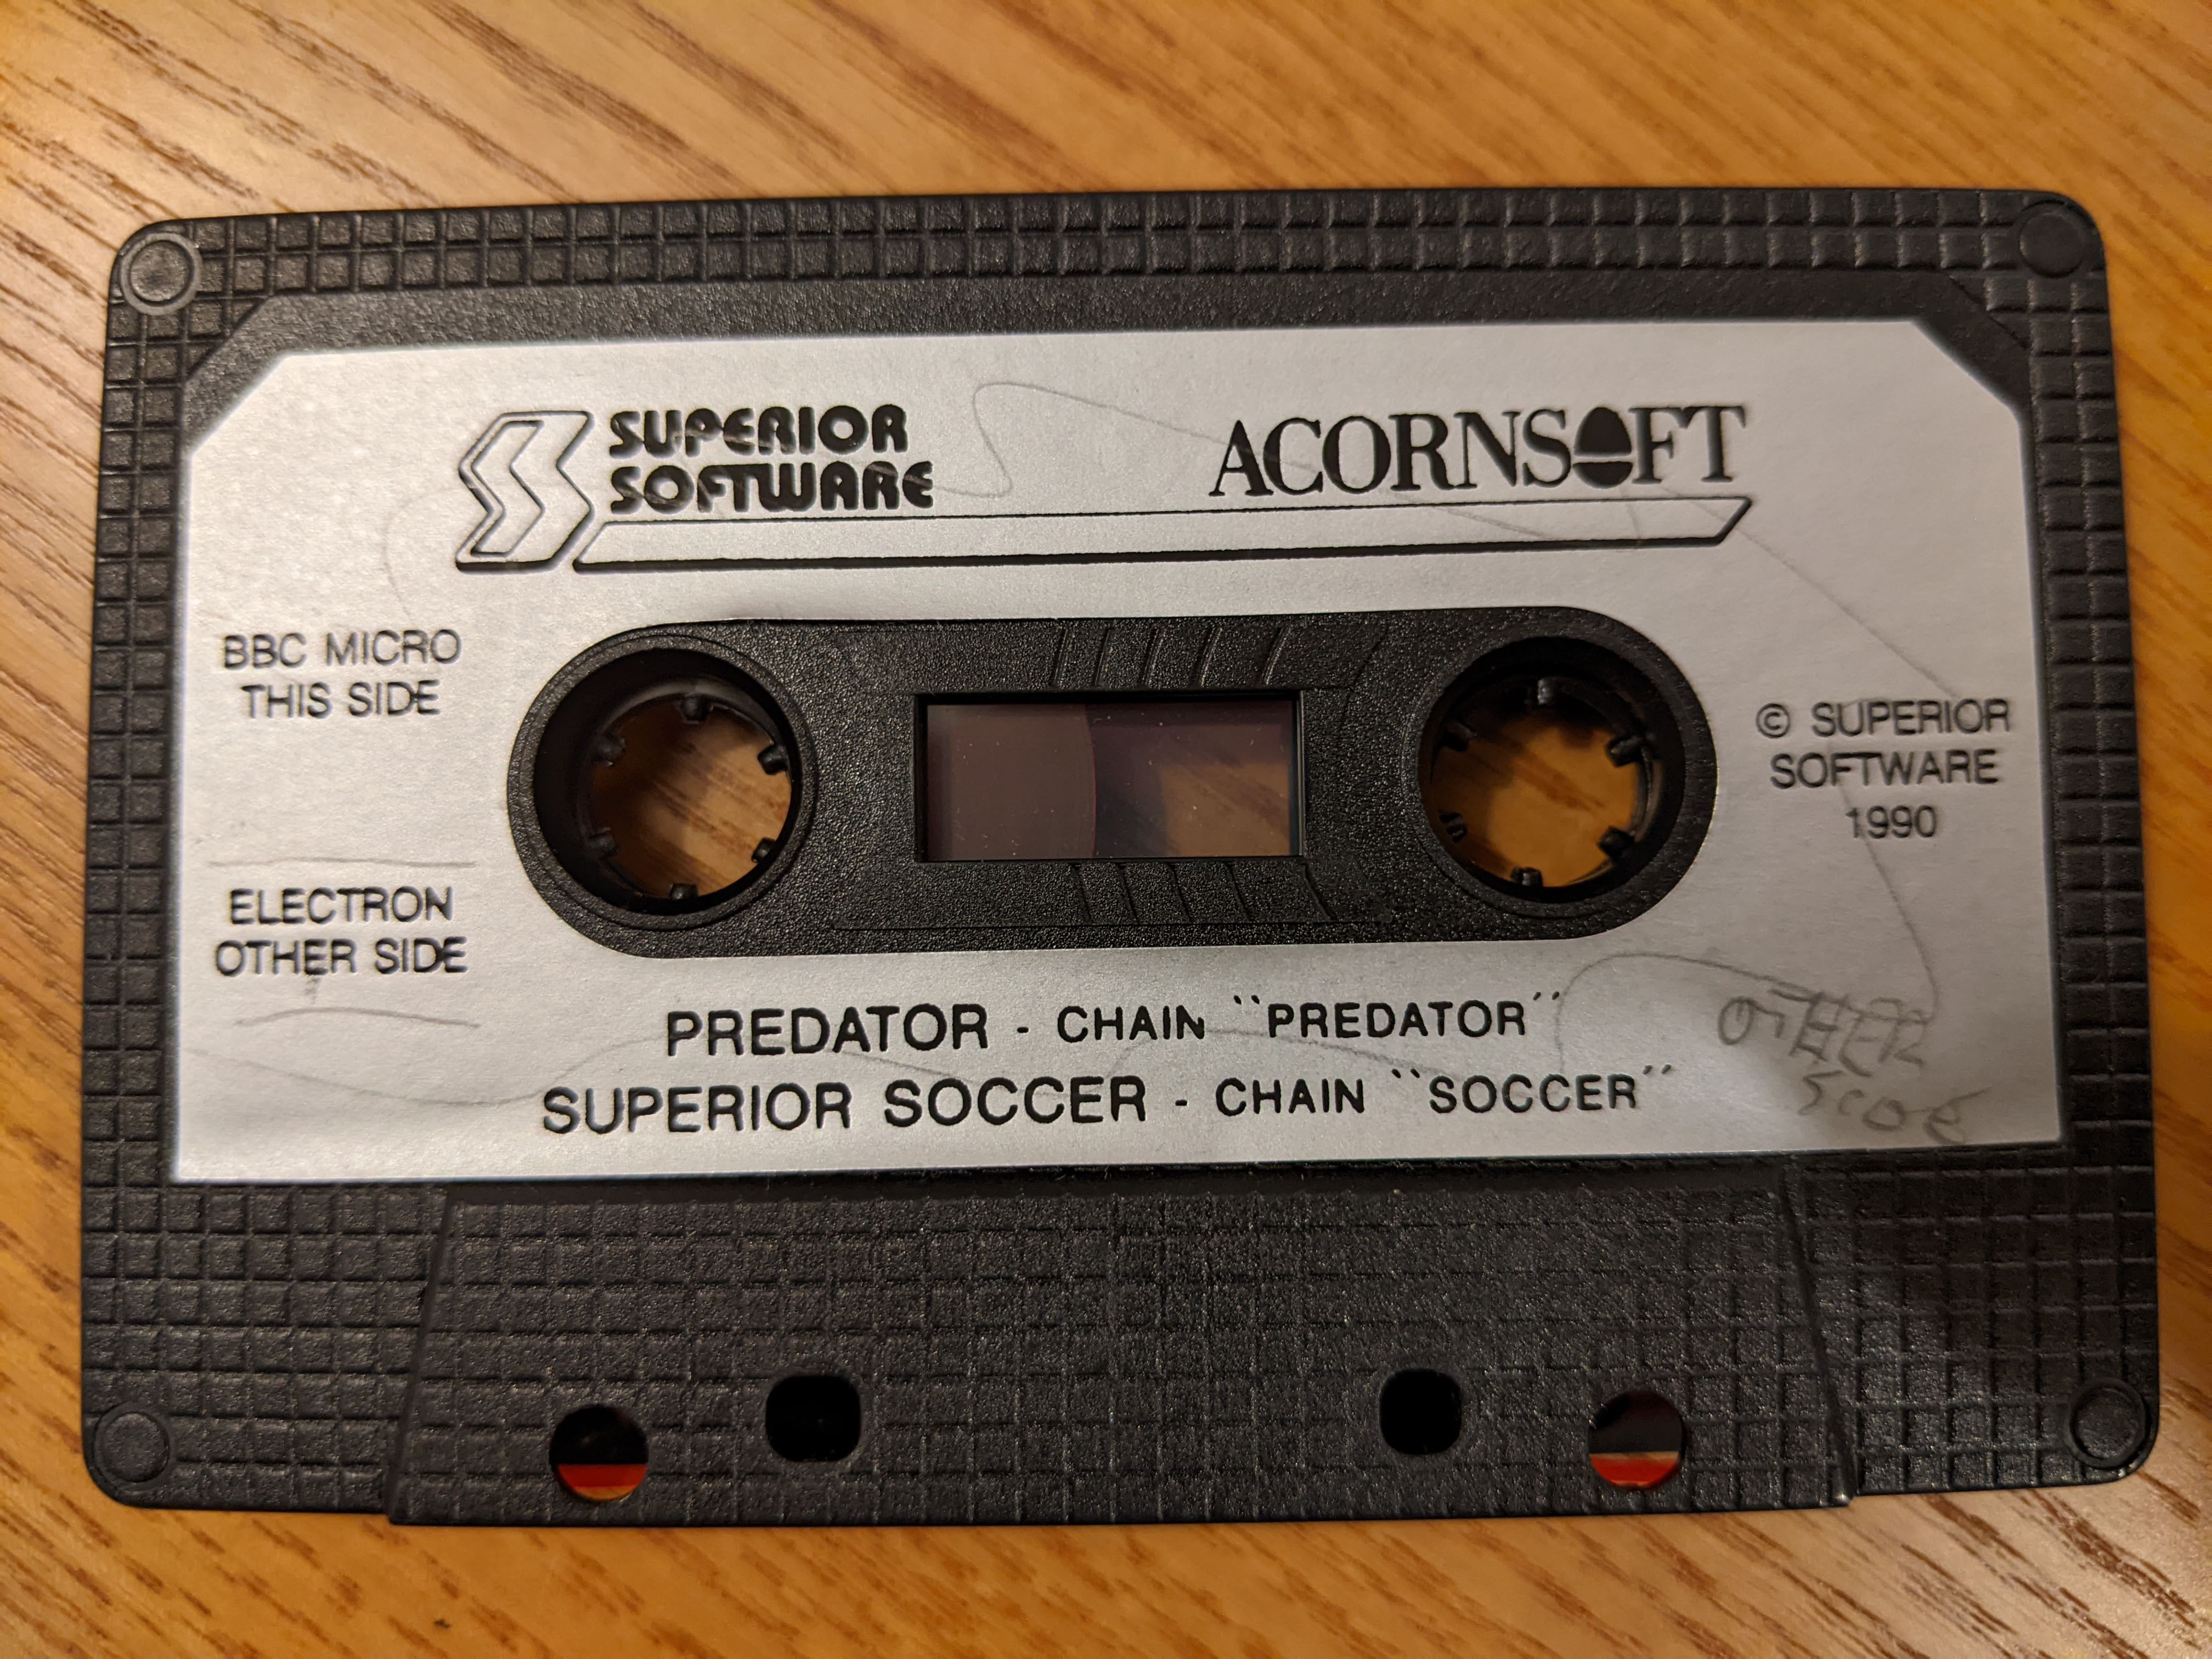 SUPERIOR
SOFTWARE
ACORNSOFT
BBC MICRO
THIS SIDE
© SUPERIOR
SOFTWARE
1990
ELECTRON
OTHER SIDE
PREDATOR - CHAIN ``PREDATOR´´
SUPERIOR SOCCER - CHAIN ``SOCCER´´
OTHER